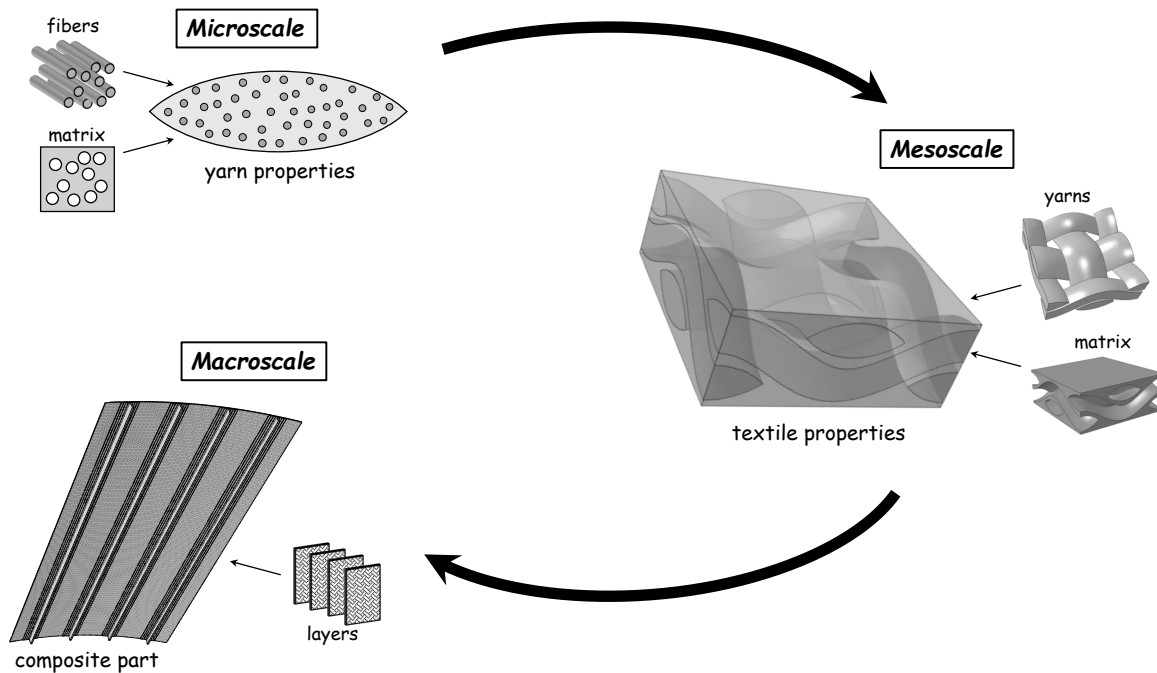 fibers
Microscale
matrix
yarn properties
Mesoscale
yarns
matrix
textile properties
Macroscale
layers
composite part